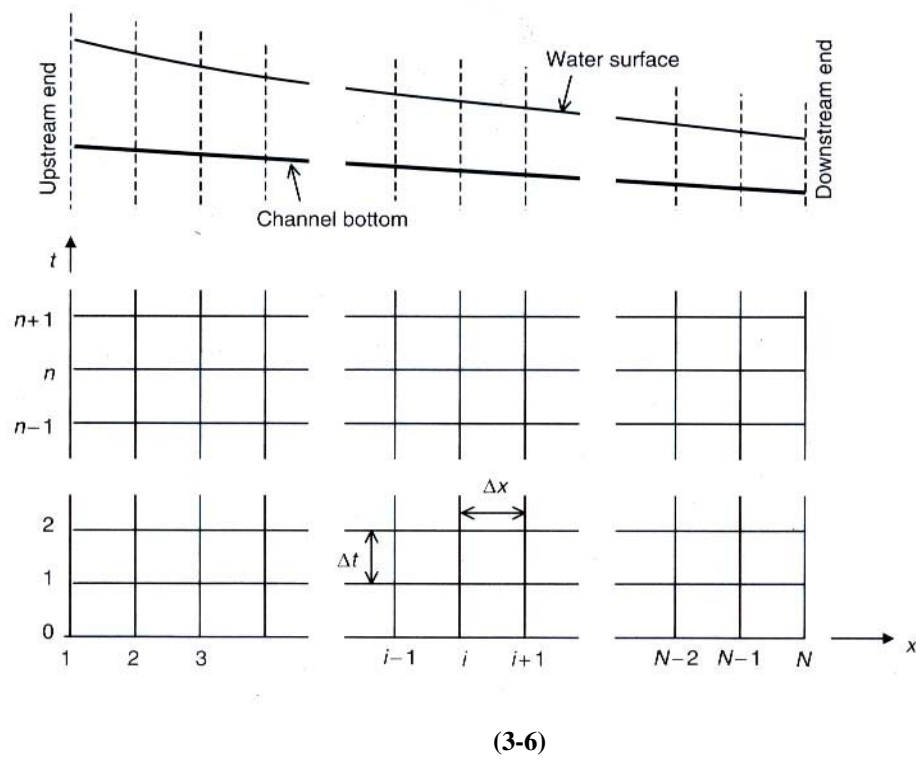 Upstream end
Water surface
Downstream end
Channel bottom
t
n+1
n
n−1
2
Δx
Δt
1
0
1 2 3 i−1 i i+1 N−2 N−1 N
x
(3-6)